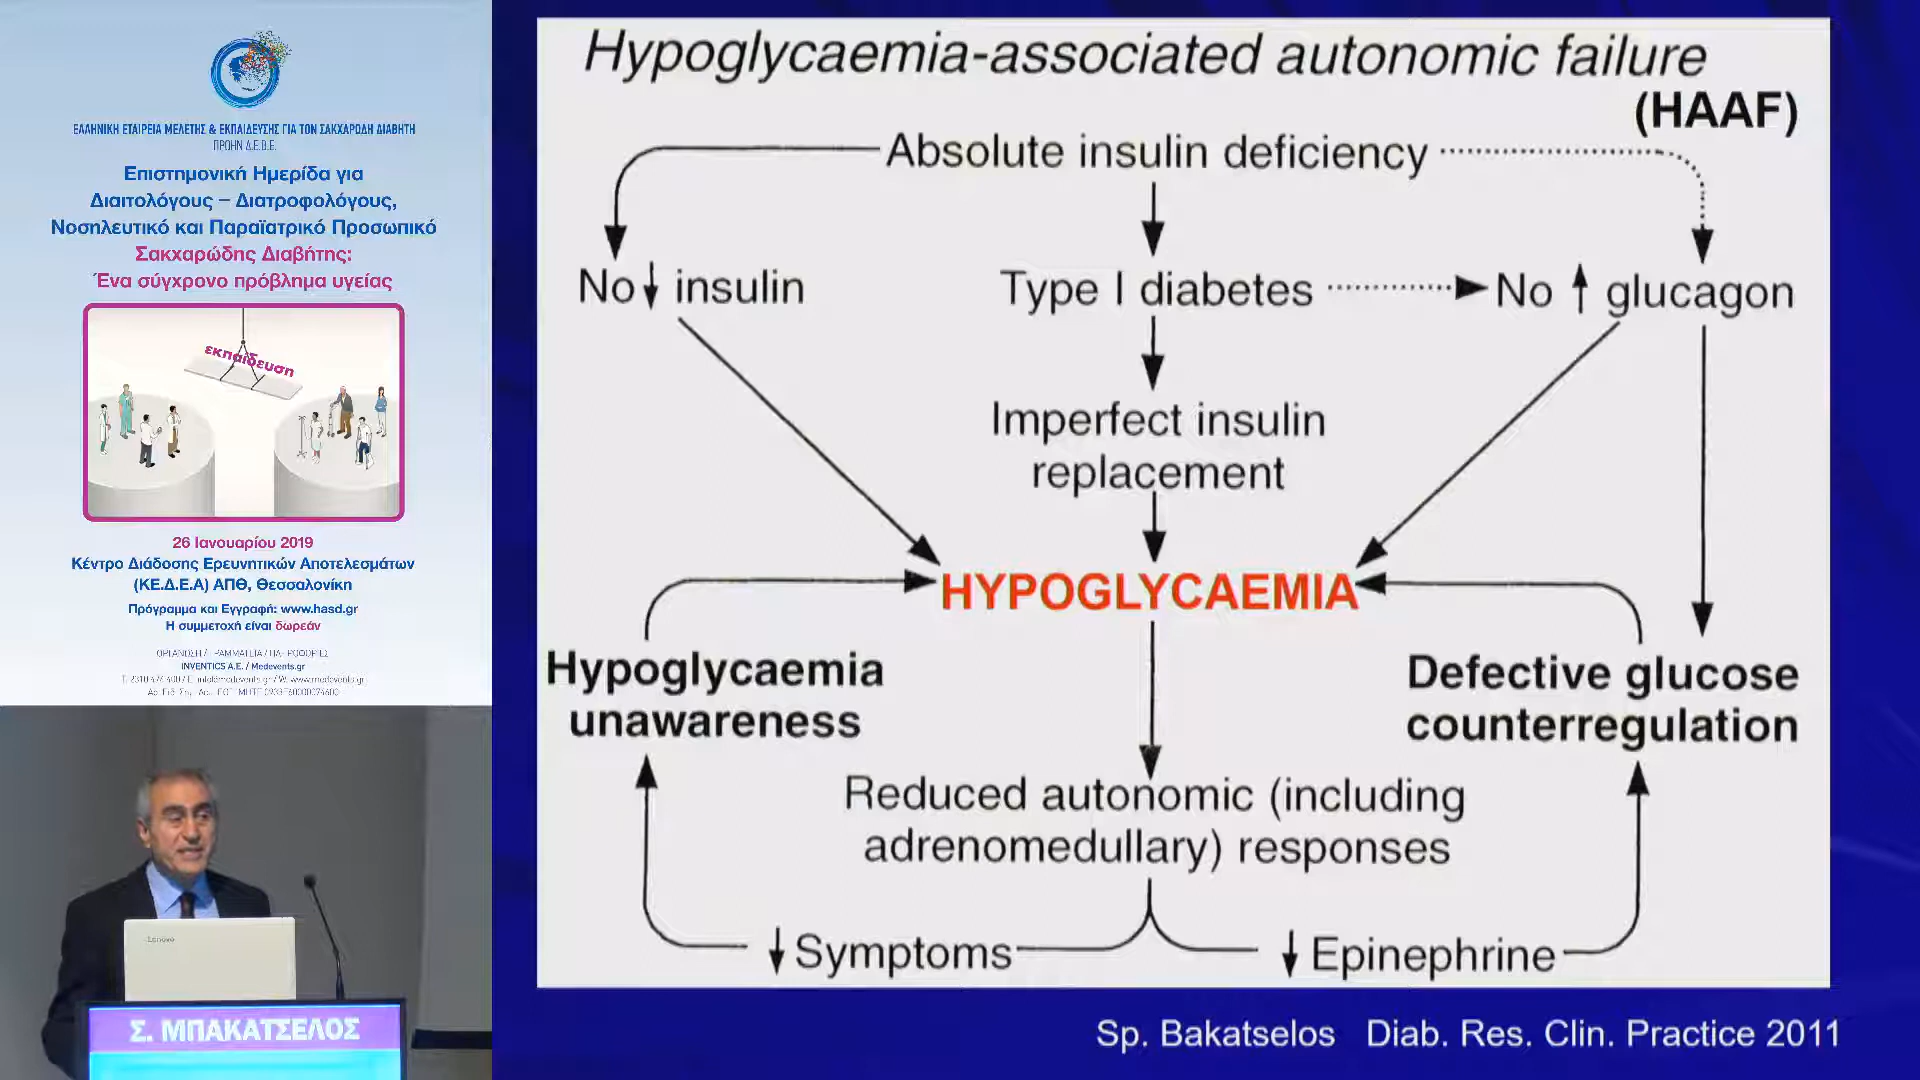 ΕΛΛΗΝΙΚΗ ΕΤΑΙΡΕΙΑ ΜΕΛΕΤΗΣ & ΕΚΠΑΙΔΕΥΣΗΣ ΓΙΑ ΤΟΝ ΣΑΚΧΑΡΩΔΗ ΔΙΑΒΗΤΗ
ΠΡΩΗΝ Δ.Ε.Β.Ε.
Επιστημονική Ημερίδα για
Διαιτολόγους – Διατροφολόγους,
Νοσηλευτικό και Παραϊατρικό Προσωπικό
Σακχαρώδης Διαβήτης:
Ένα σύγχρονο πρόβλημα υγείας
εκπαίδευση
26 Ιανουαρίου 2019
Κέντρο Διάδοσης Ερευνητικών Αποτελεσμάτων
(ΚΕ.Δ.Ε.Α) ΑΠΘ, Θεσσαλονίκη
Πρόγραμμα και Εγγραφή: www.hasd.gr
Η συμμετοχή είναι δωρεάν
INVENTICS A.E. / Medevents.gr
Lenovo
Σ. ΜΠΑΚΑΤΣΕΛΟΣ
Hypoglycaemia-associated autonomic failure
(HAAF)
Absolute insulin deficiency
No ↓ insulin
Type I diabetes
No ↑ glucagon
Imperfect insulin
replacement
HYPOGLYCAEMIA
Hypoglycaemia
unawareness
Defective glucose
counterregulation
Reduced autonomic (including
adrenomedullary) responses
↓ Symptoms
↓ Epinephrine
Sp. Bakatselos Diab. Res. Clin. Practice 2011